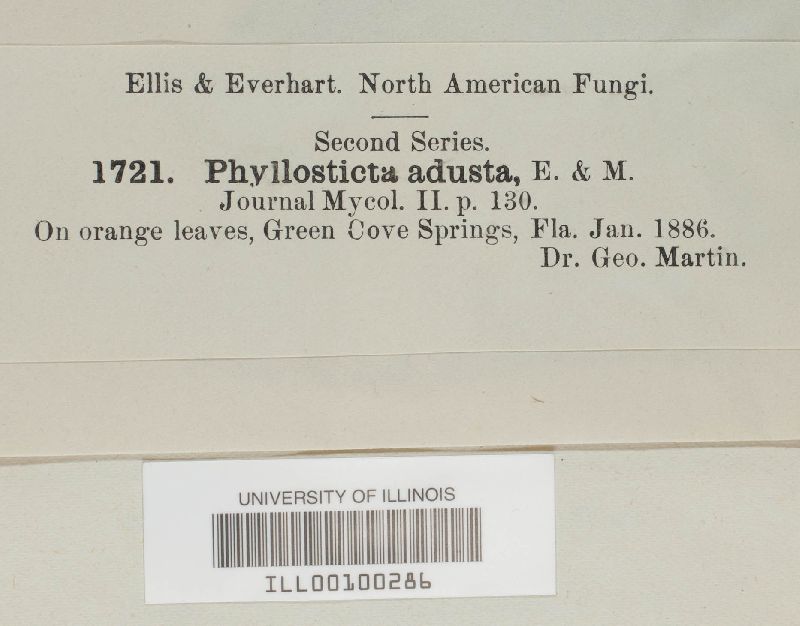 Ellis & Everhart. North American Fungi.
Second Series.
1721. Phyllosticta adusta, E. & M.
Journal Mycol. II. p. 130.
On orange leaves, Green Cove Springs, Fla. Jan. 1886.
Dr. Geo. Martin.
UNIVERSITY OF ILLINOIS
ILL00100286